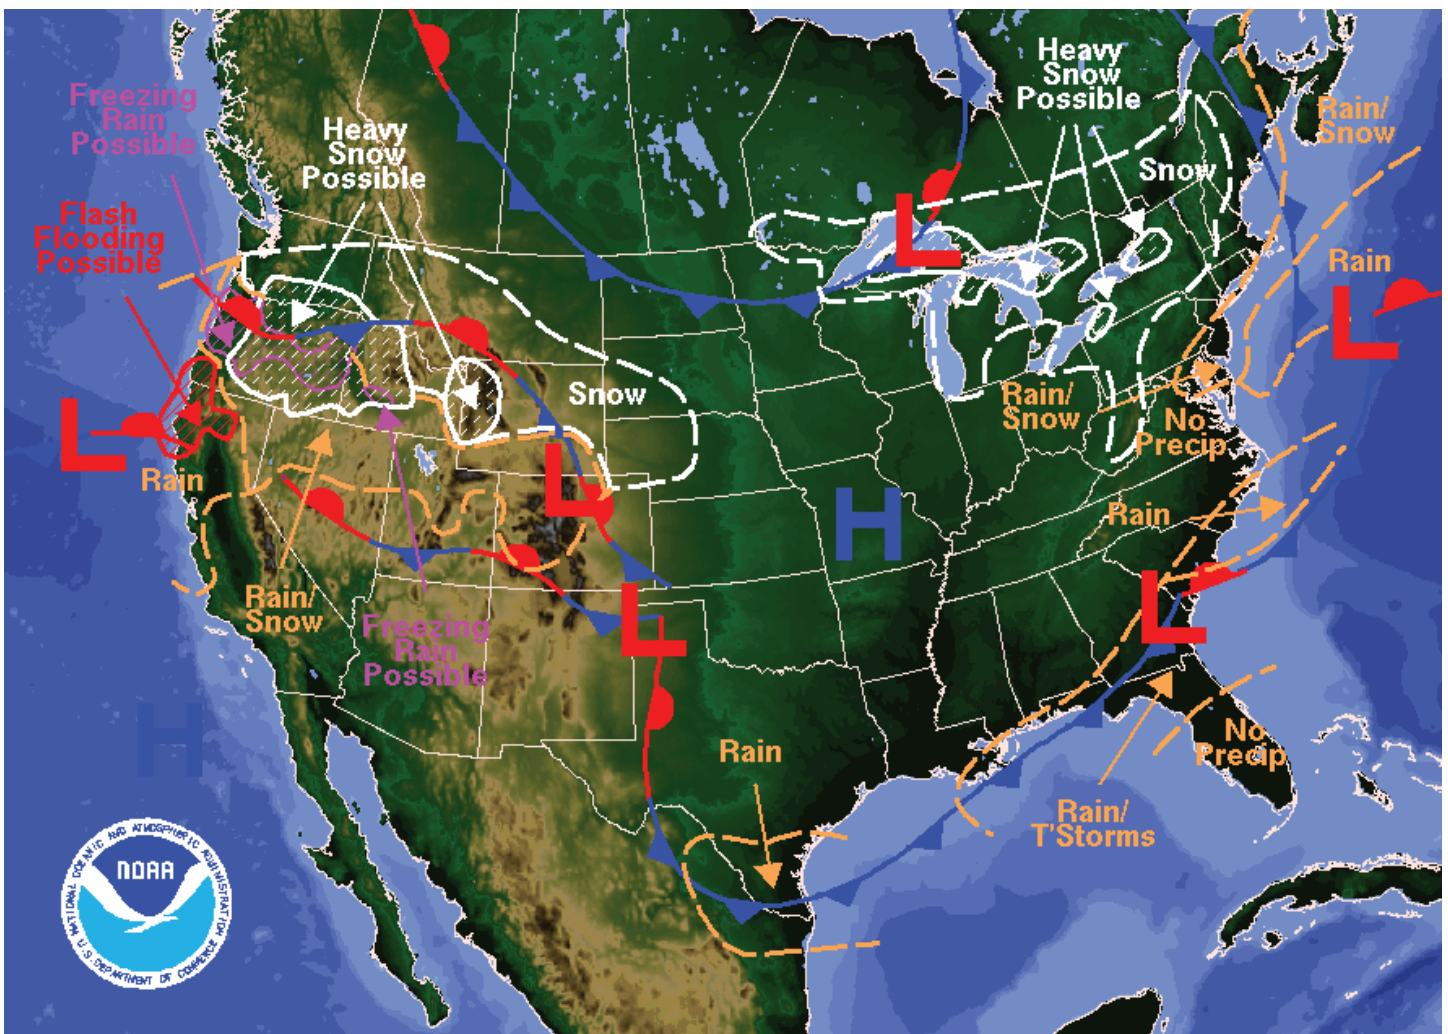 Heavy
Snow
Possible
Freezing
Rain
Possible
Rain/
Snow
Heavy
Snow
Possible
Snow
Flash
Flooding
Possible
L
Rain
L
Snow
Rain/
Snow
No
Precip
L
Rain
L
H
Rain
Rain/
Snow
L
L
Freezing
Rain
Possible
H
Rain
No
Precip
Rain/
T'Storms
NATIONAL OCEANIC AND ATMOSPHERIC ADMINISTRATION
NOAA
U.S. DEPARTMENT OF COMMERCE